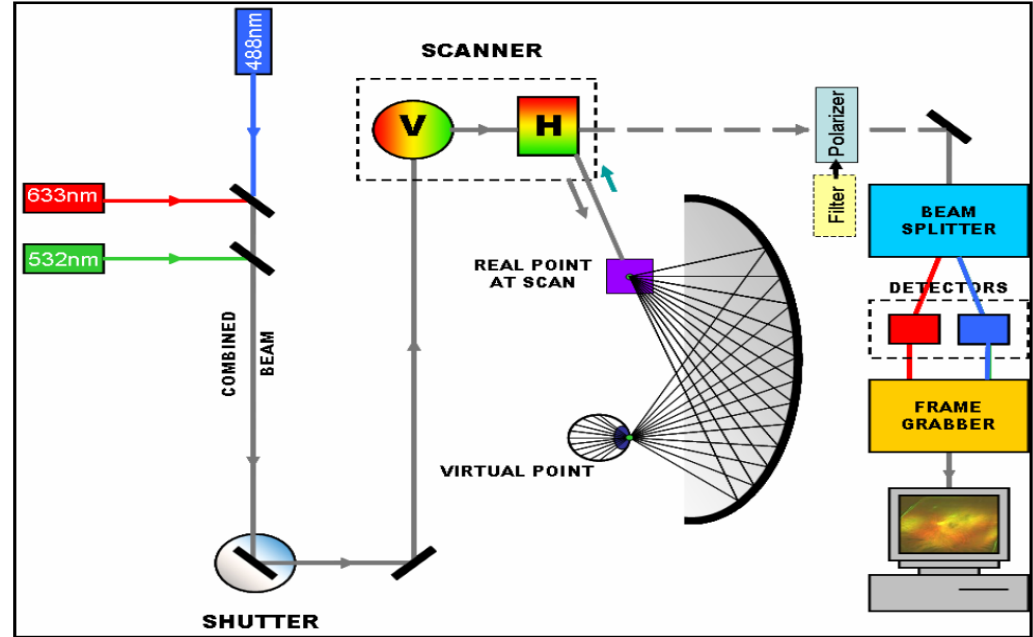 488nm
SCANNER
V
H
Polarizer
Filter
633nm
532nm
BEAM
SPLITTER
REAL POINT
AT SCAN
DETECTORS
COMBINED
BEAM
FRAME
GRABBER
VIRTUAL POINT
SHUTTER